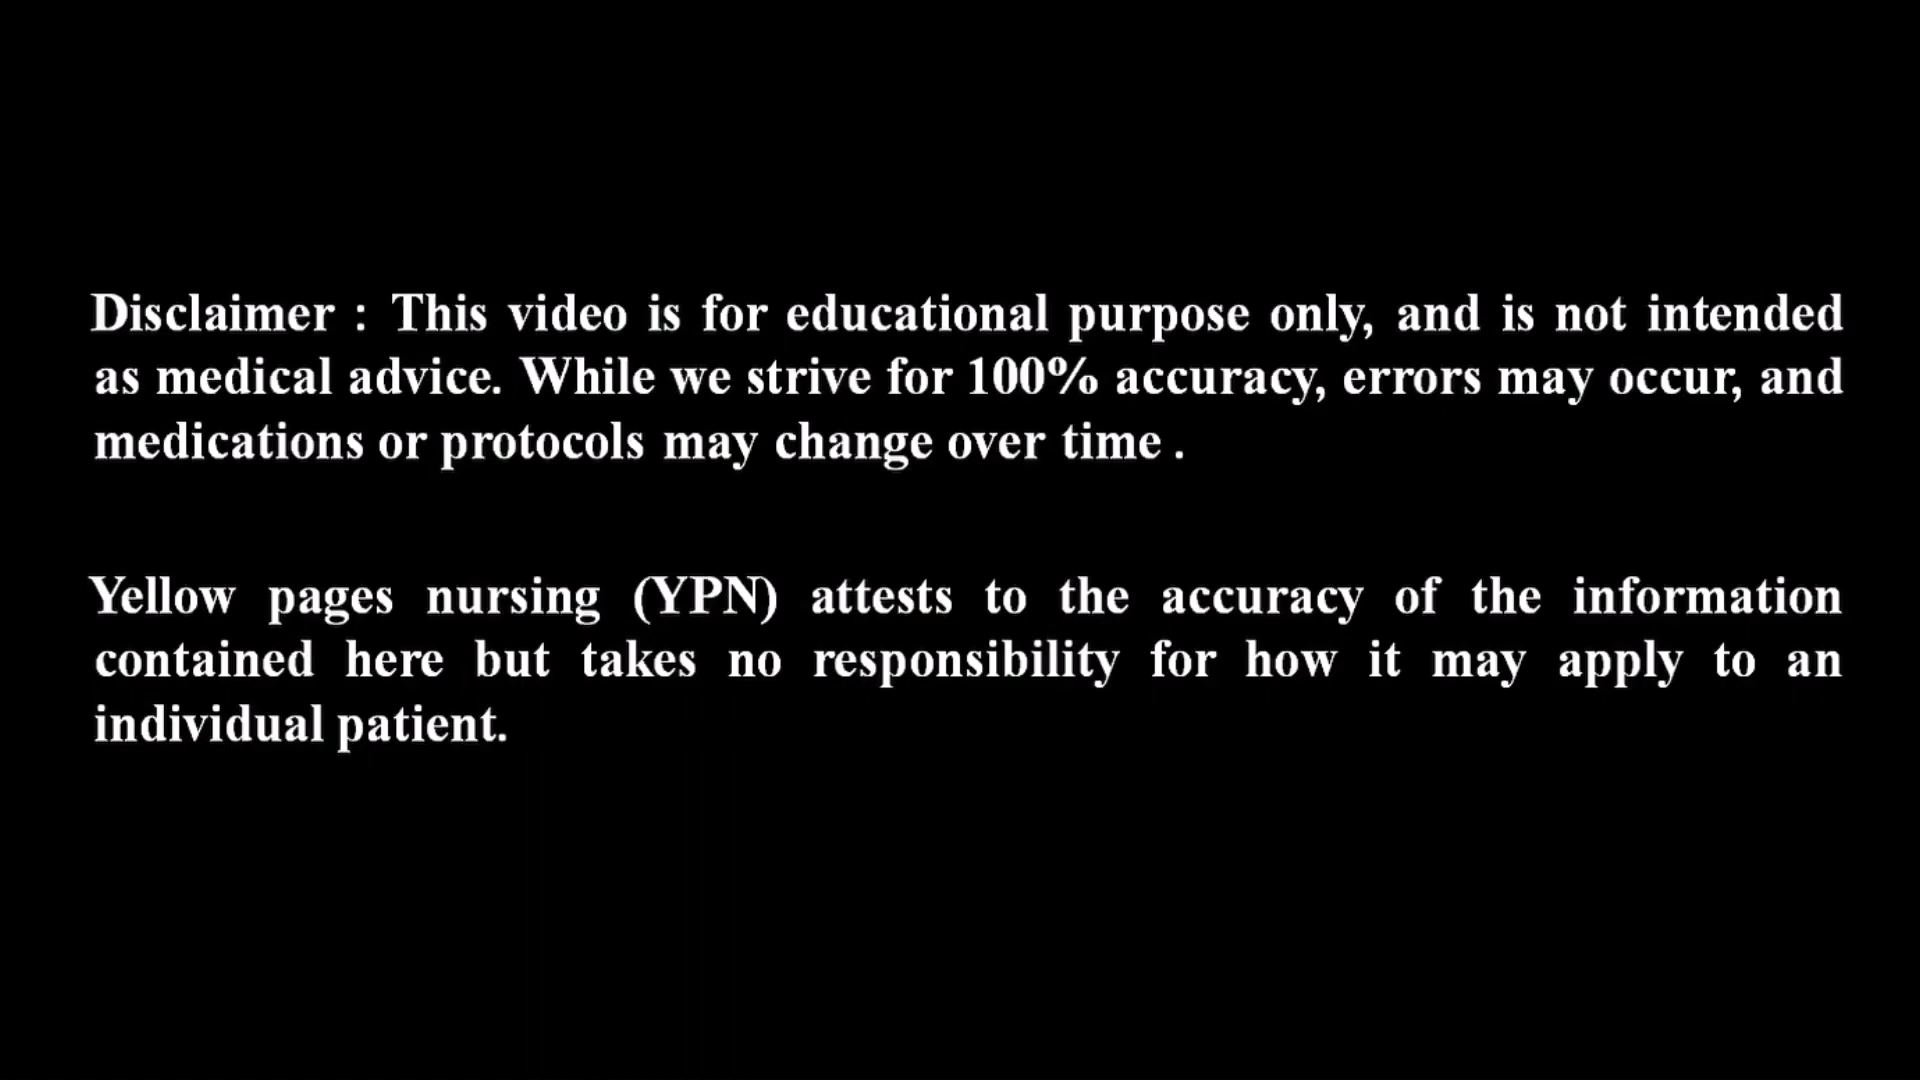 Disclaimer : This video is for educational purpose only, and is not intended
as medical advice. While we strive for 100% accuracy, errors may occur, and
medications or protocols may change over time .
Yellow pages nursing (YPN) attests to the accuracy of the information
contained here but takes no responsibility for how it may apply to an
individual patient.